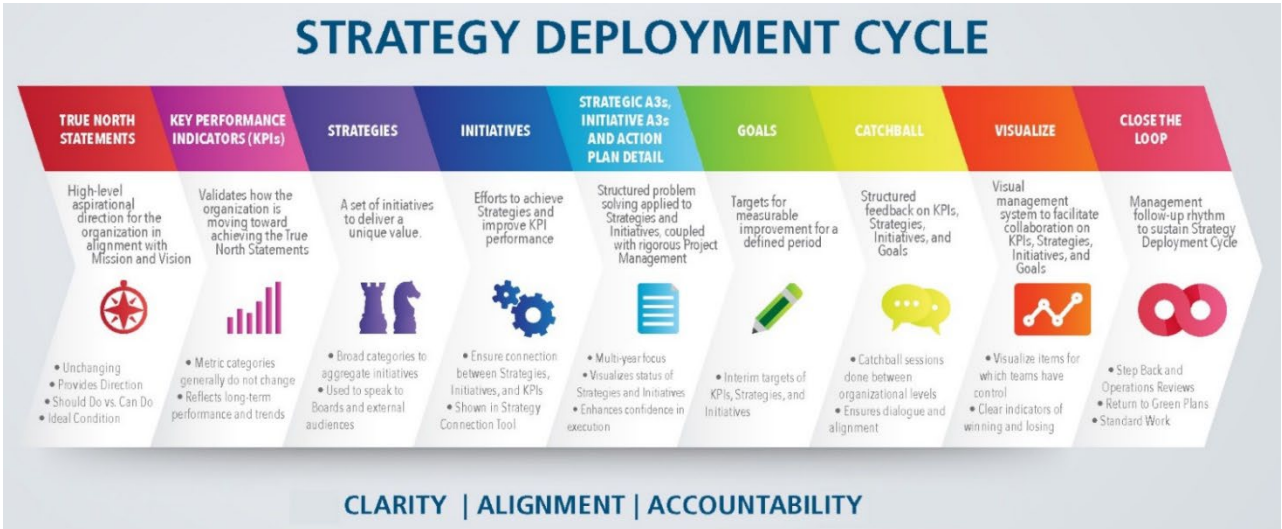 STRATEGY DEPLOYMENT CYCLE
TRUE NORTH
STATEMENTS
KEY PERFORMANCE
INDICATORS (KPIs)
STRATEGIES
INITIATIVES
STRATEGIC A3s,
INITIATIVE A3s
AND ACTION
PLAN DETAIL
GOALS
CATCHBALL
VISUALIZE
CLOSE THE
LOOP
High-level
aspirational
direction for the
organization in
alignment with
Mission and Vision
Validates how the
organization is
moving toward
achieving the True
North Statements
A set of initiatives
to deliver a
unique value.
Efforts to achieve
Strategies and
improve KPI
performance
Structured problem
solving applied to
Strategies and
Initiatives, coupled
with rigorous Project
Management
Targets for
measurable
improvement for a
defined period
Structured
feedback on KPIs,
Strategies,
Initiatives, and
Goals
Visual
management
system to facilitate
collaboration on
KPIs, Strategies,
Initiatives, and
Goals
Management
follow-up rhythm
to sustain Strategy
Deployment Cycle
• Unchanging
• Provides Direction
• Should Do vs. Can Do
• Ideal Condition
• Metric categories
generally do not change
• Reflects long-term
performance and trends
• Broad categories to
aggregate initiatives
• Used to speak to
Boards and external
audiences
• Ensure connection
between Strategies,
Initiatives, and KPIs
• Shown in Strategy
Connection Tool
• Multi-year focus
• Visualizes status of
Strategies and Initiatives
• Enhances confidence in
execution
• Interim targets of
KPIs, Strategies, and
Initiatives
• Catchball sessions
done between
organizational levels
• Ensures dialogue and
alignment
• Visualize items for
which teams have
control
• Clear indicators of
winning and losing
• Step Back and
Operations Reviews
• Return to Green Plans
• Standard Work
CLARITY | ALIGNMENT | ACCOUNTABILITY